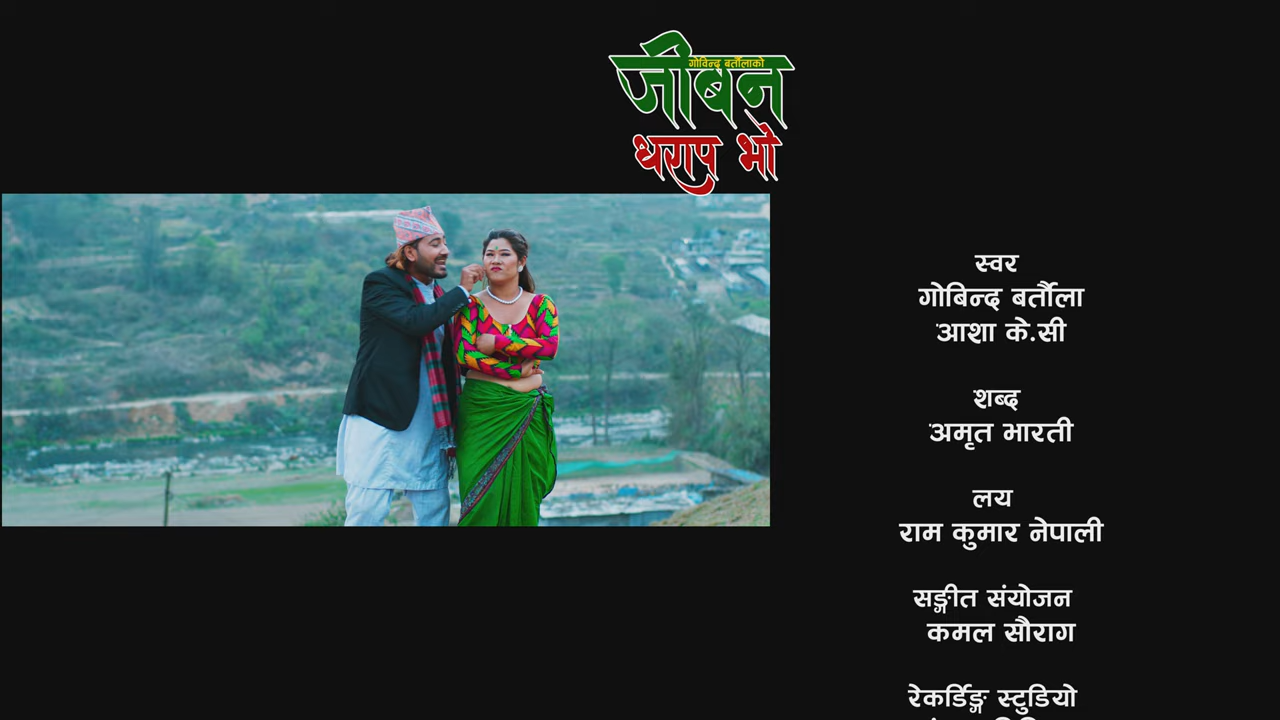 गोविन्द बर्तौलाको
जीबन
धराप भो
स्वर
गोबिन्द बर्तौला
आशा के.सी
शब्द
अमृत भारती
लय
राम कुमार नेपाली
सङ्गीत संयोजन
कमल सौराग
रेकर्डिङ्ग स्टुडियो